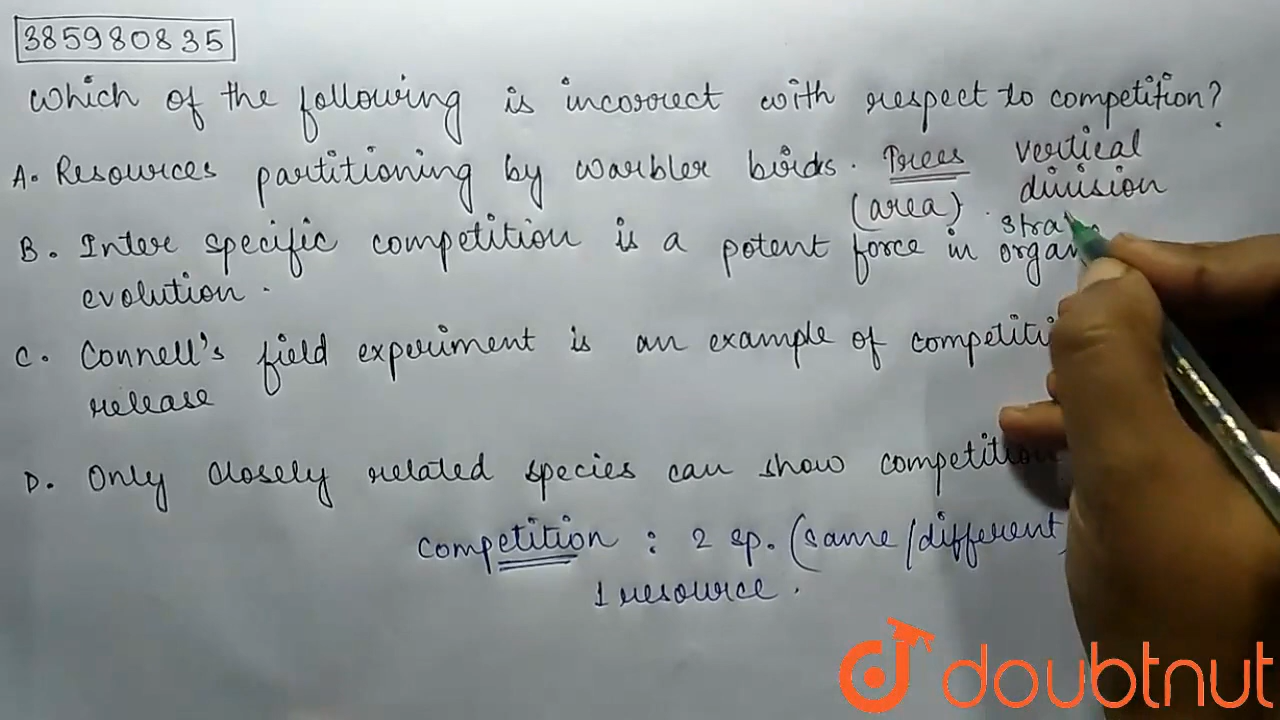 385980835
Which of the following is incorrect with respect to competition?
A. Resources partitioning by warbler birds. Trees vertical
(area). division
B. Inter specific competition is a potent force in
evolution.
C. Connell's field experiment is an example of
release
D. Only closely related species can show competition
competition : 2 sp. (same/different)
1 resource.
doubtnut